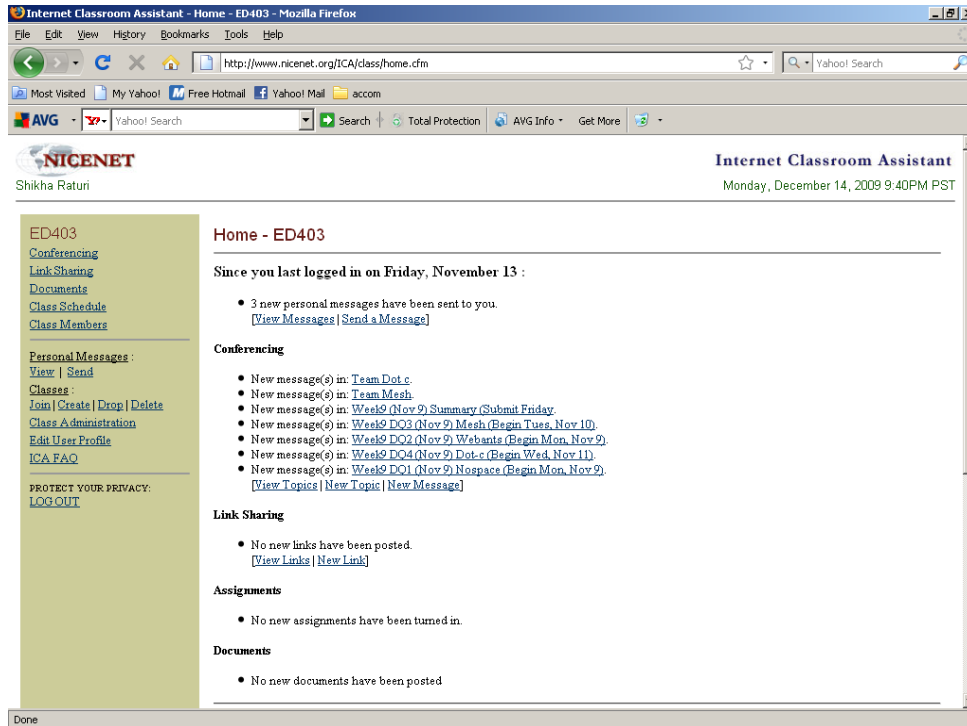 Internet Classroom Assistant - Home - ED403 - Mozilla Firefox
File Edit View History Bookmarks Tools Help
http://www.nicenet.org/ICA/class/home.cfm
Yahoo! Search
Most Visited My Yahoo! Free Hotmail Yahoo! Mail accom
AVG Y! Yahoo! Search Search Total Protection AVG Info Get More
NICENET
Internet Classroom Assistant
Shikha Raturi
Monday, December 14, 2009 9:40PM PST
ED403
Conferencing
Link Sharing
Documents
Class Schedule
Class Members
Personal Messages :
View | Send
Classes :
Join | Create | Drop | Delete
Class Administration
Edit User Profile
ICA FAQ
PROTECT YOUR PRIVACY:
LOG OUT
Home - ED403
Since you last logged in on Friday, November 13 :
3 new personal messages have been sent to you.
[View Messages | Send a Message]
Conferencing
New message(s) in: Team Dot c.
New message(s) in: Team Mesh.
New message(s) in: Week9 (Nov 9) Summary (Submit Friday.
New message(s) in: Week9 DQ3 (Nov 9) Mesh (Begin Tues, Nov 10).
New message(s) in: Week9 DQ2 (Nov 9) Webants (Begin Mon, Nov 9).
New message(s) in: Week9 DQ4 (Nov 9) Dot-c (Begin Wed, Nov 11).
New message(s) in: Week9 DQ1 (Nov 9) Nospace (Begin Mon, Nov 9).
[View Topics | New Topic | New Message]
Link Sharing
No new links have been posted.
[View Links | New Link]
Assignments
No new assignments have been turned in.
Documents
No new documents have been posted
Done